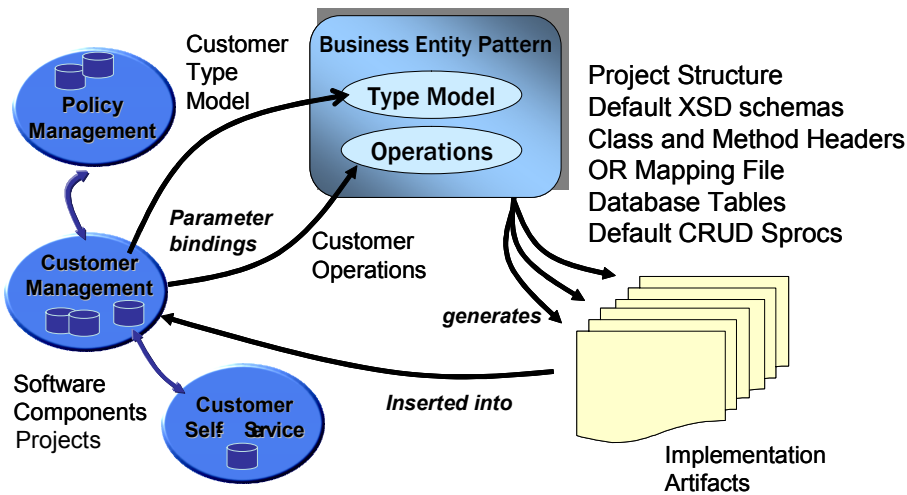 Customer
Type
Model
Business Entity Pattern
Type Model
Operations
Policy
Management
Project Structure
Default XSD schemas
Class and Method Headers
OR Mapping File
Database Tables
Default CRUD Sprocs
Parameter
bindings
Customer
Operations
Customer
Management
generates
Inserted into
Software
Components
Projects
Customer
Self-Service
Implementation
Artifacts